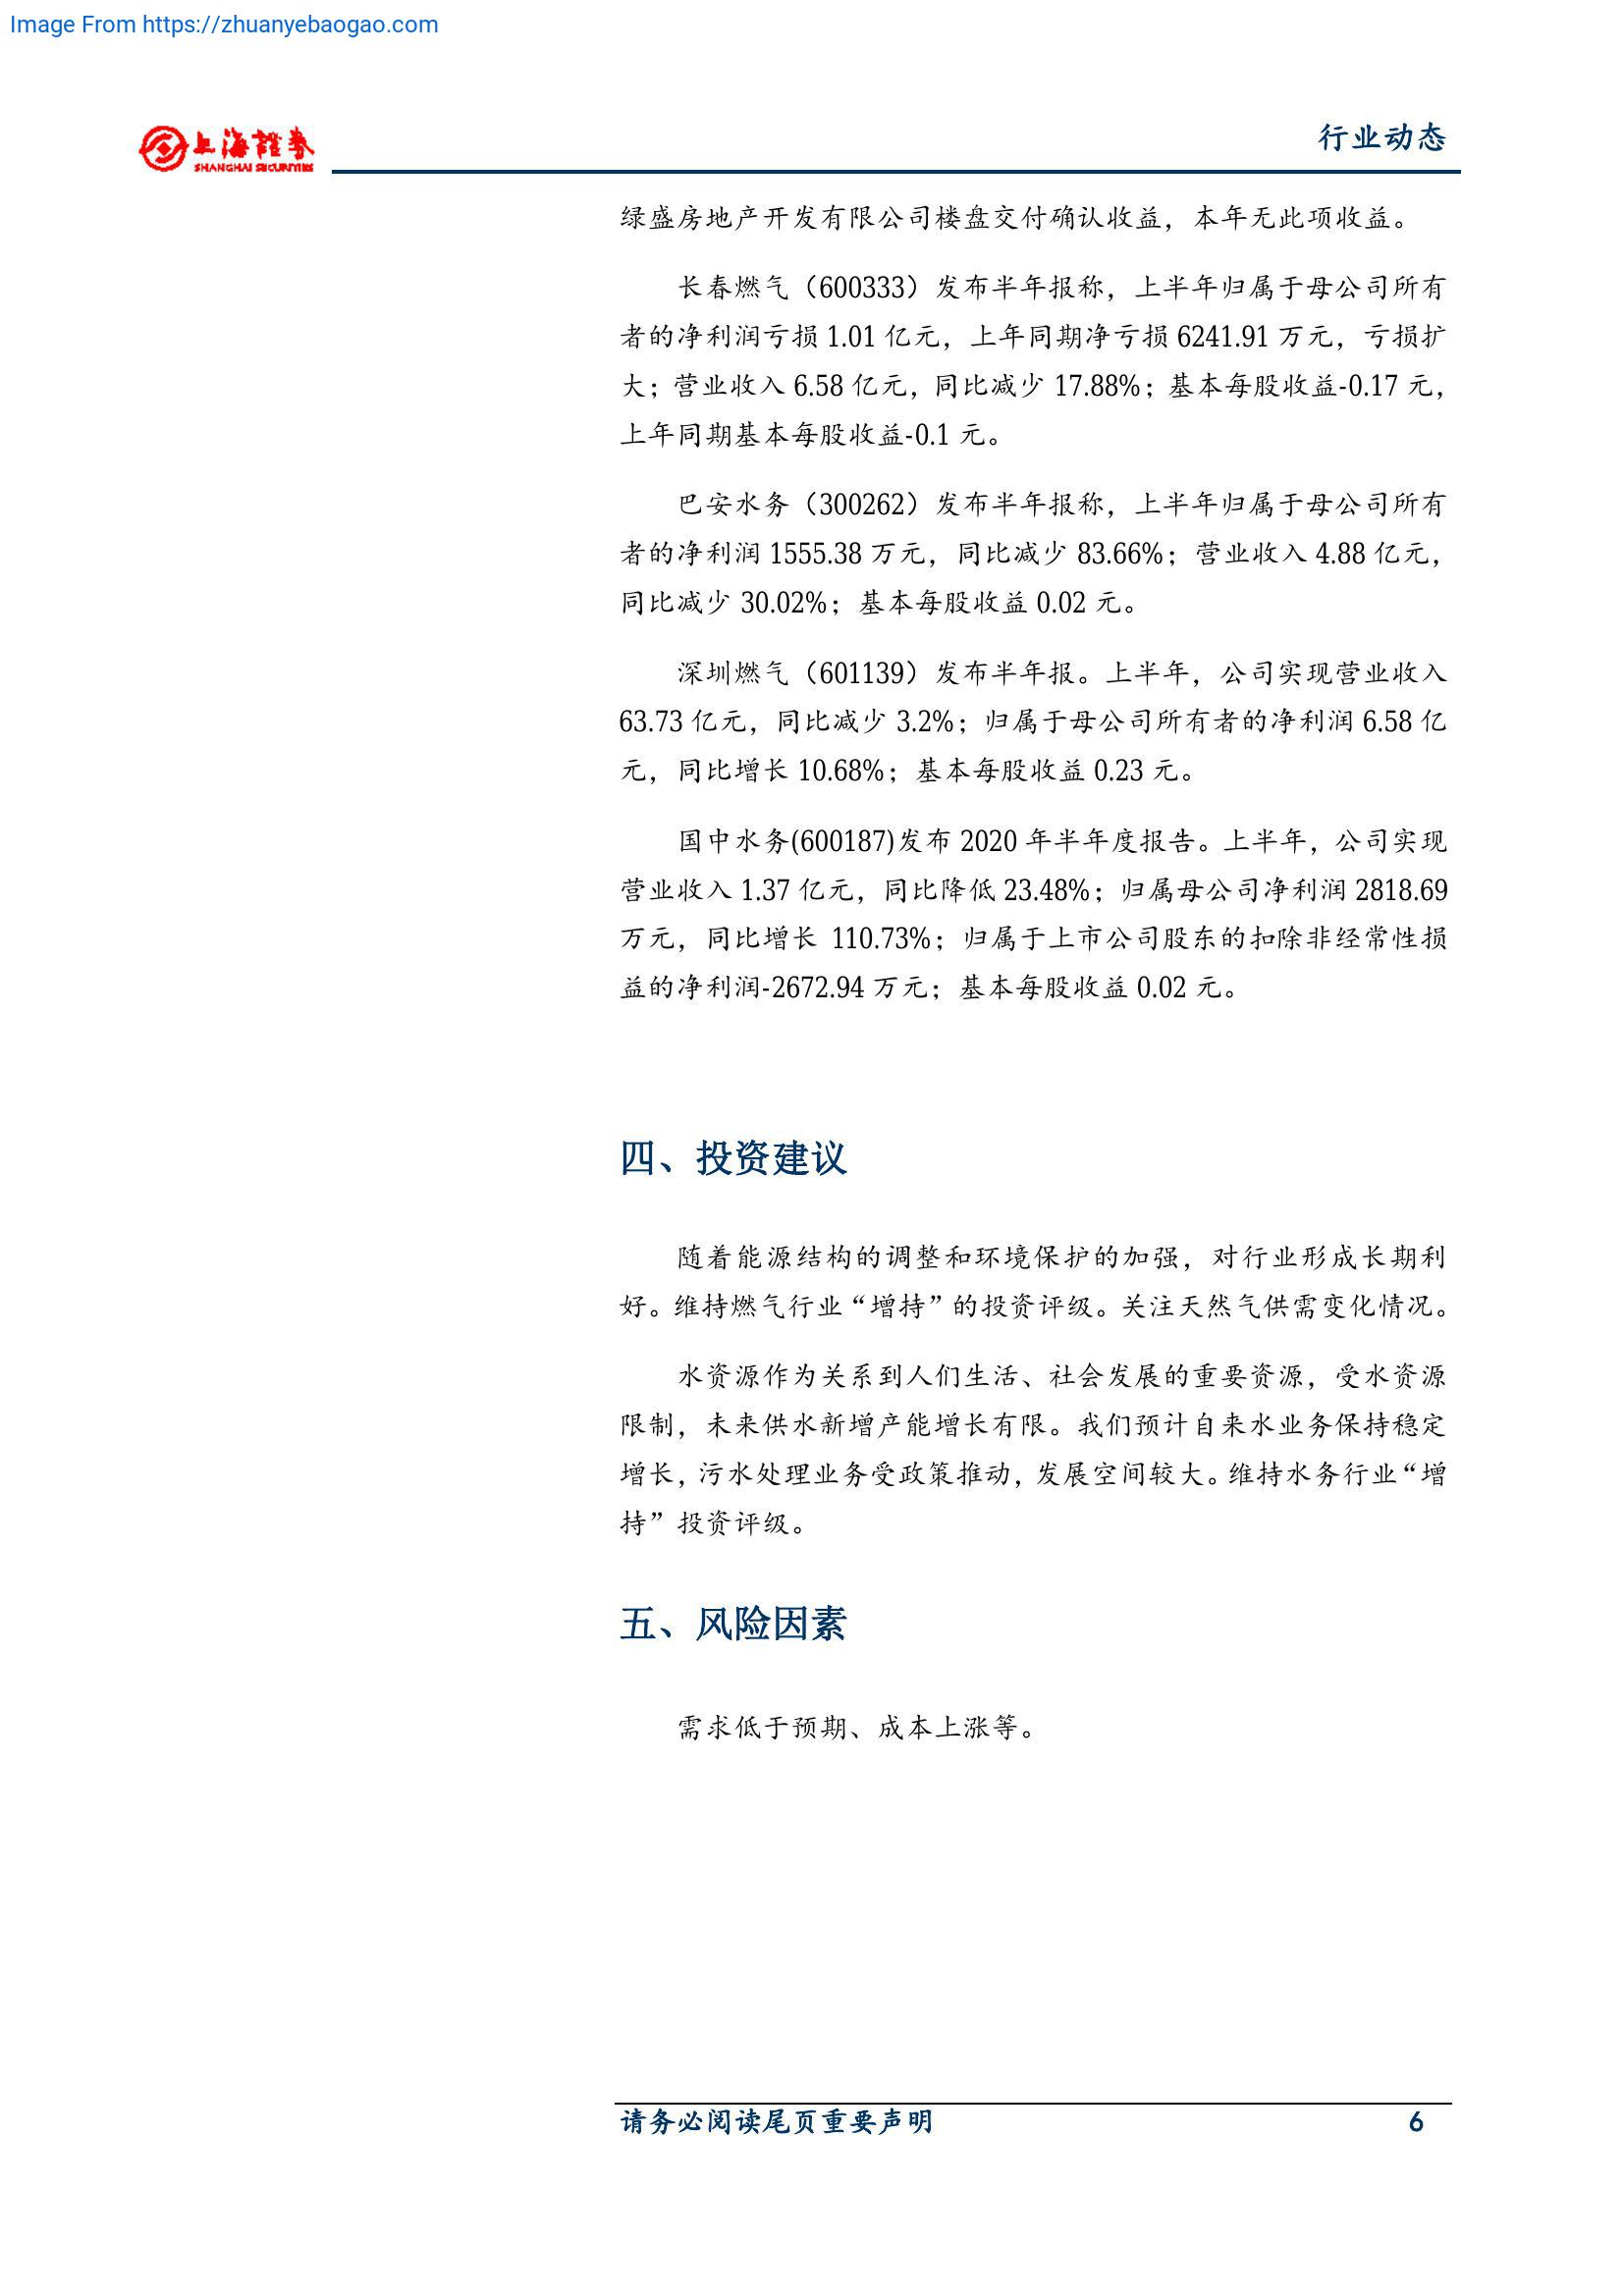 Image From https://zhuanyebaogao.com
上海證券
SHANGHAI SECURITIES
行业动态
绿盛房地产开发有限公司楼盘交付确认收益，本年无此项收益。
长春燃气（600333）发布半年报称，上半年归属于母公司所有
者的净利润亏损 1.01 亿元，上年同期净亏损 6241.91 万元，亏损扩
大；营业收入 6.58 亿元，同比减少 17.88%；基本每股收益-0.17 元，
上年同期基本每股收益-0.1 元。
巴安水务（300262）发布半年报称，上半年归属于母公司所有
者的净利润 1555.38 万元，同比减少 83.66%；营业收入 4.88 亿元，
同比减少 30.02%；基本每股收益 0.02 元。
深圳燃气（601139）发布半年报。上半年，公司实现营业收入
63.73 亿元，同比减少 3.2%；归属于母公司所有者的净利润 6.58 亿
元，同比增长 10.68%；基本每股收益 0.23 元。
国中水务(600187)发布 2020 年半年度报告。上半年，公司实现
营业收入 1.37 亿元，同比降低 23.48%；归属母公司净利润 2818.69
万元，同比增长 110.73%；归属于上市公司股东的扣除非经常性损
益的净利润-2672.94 万元；基本每股收益 0.02 元。
四、投资建议
随着能源结构的调整和环境保护的加强，对行业形成长期利
好。维持燃气行业“增持”的投资评级。关注天然气供需变化情况。
水资源作为关系到人们生活、社会发展的重要资源，受水资源
限制，未来供水新增产能增长有限。我们预计自来水业务保持稳定
增长，污水处理业务受政策推动，发展空间较大。维持水务行业“增
持”投资评级。
五、风险因素
需求低于预期、成本上涨等。
请务必阅读尾页重要声明
6